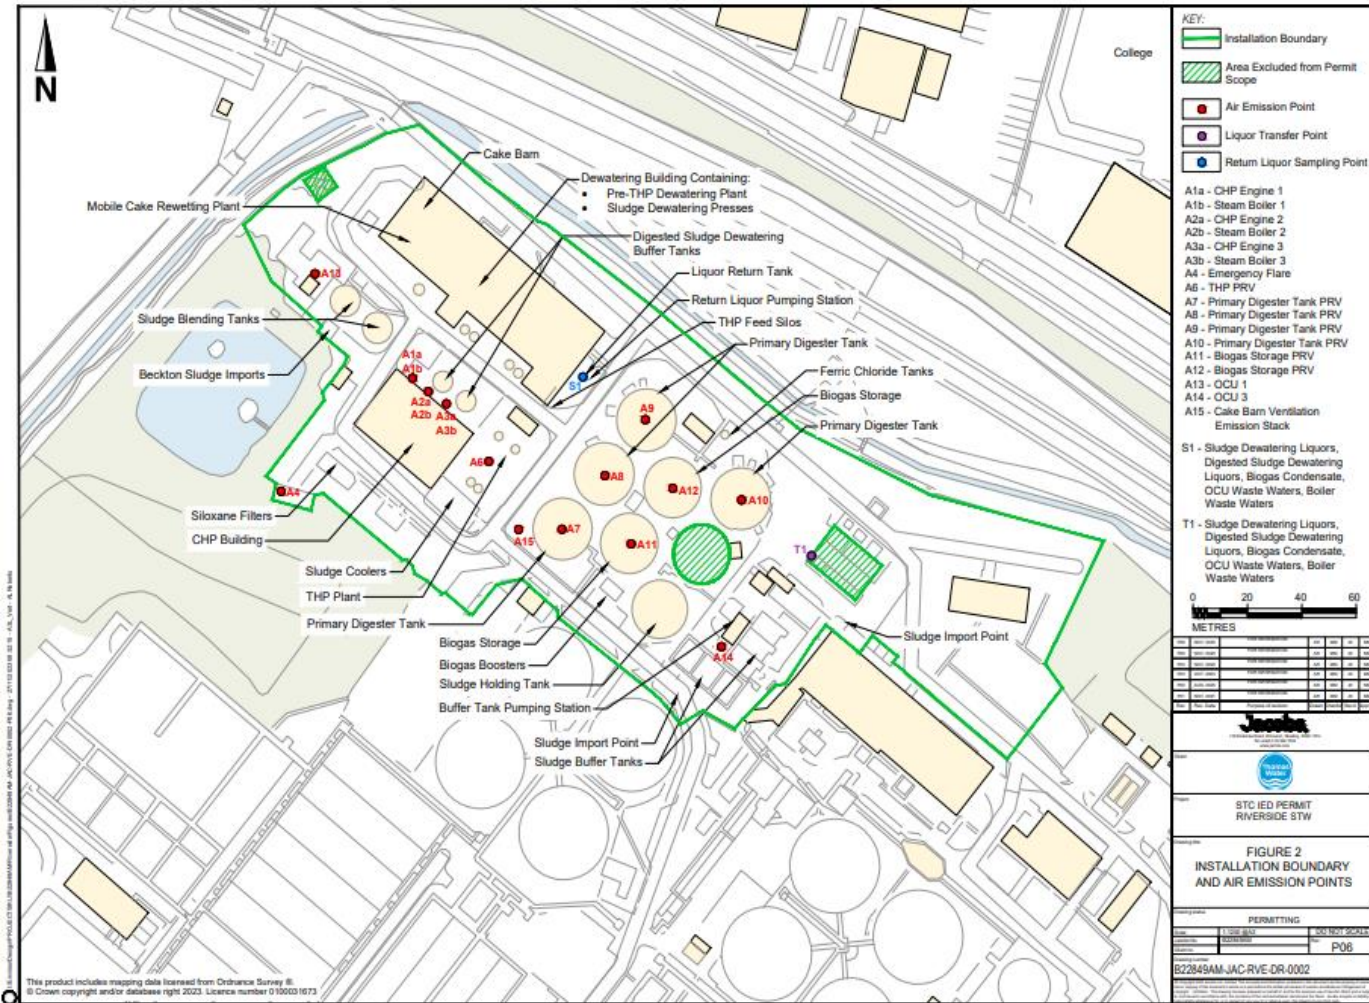 N
College
Cake Barn
Dewatering Building Containing:
▪ Pre-THP Dewatering Plant
▪ Sludge Dewatering Presses
Mobile Cake Rewetting Plant
Digested Sludge Dewatering
Buffer Tanks
Liquor Return Tank
Return Liquor Pumping Station
THP Feed Silos
Primary Digester Tank
Ferric Chloride Tanks
Biogas Storage
Primary Digester Tank
A13
Sludge Blending Tanks
Beckton Sludge Imports
A1a
A1b
A2a
A2b
A3a
A3b
S1
A9
A8
A12
A10
A6
A4
A15
A7
A11
T1
A14
Siloxane Filters
CHP Building
Sludge Coolers
THP Plant
Primary Digester Tank
Biogas Storage
Biogas Boosters
Sludge Holding Tank
Buffer Tank Pumping Station
Sludge Import Point
Sludge Import Point
Sludge Buffer Tanks
This product includes mapping data licensed from Ordnance Survey ®.
© Crown copyright and/or database right 2023. Licence number 0100031673
KEY:
Installation Boundary
Area Excluded from Permit
Scope
Air Emission Point
Liquor Transfer Point
Return Liquor Sampling Point
A1a - CHP Engine 1
A1b - Steam Boiler 1
A2a - CHP Engine 2
A2b - Steam Boiler 2
A3a - CHP Engine 3
A3b - Steam Boiler 3
A4 - Emergency Flare
A6 - THP PRV
A7 - Primary Digester Tank PRV
A8 - Primary Digester Tank PRV
A9 - Primary Digester Tank PRV
A10 - Primary Digester Tank PRV
A11 - Biogas Storage PRV
A12 - Biogas Storage PRV
A13 - OCU 1
A14 - OCU 3
A15 - Cake Barn Ventilation
Emission Stack
S1 - Sludge Dewatering Liquors,
Digested Sludge Dewatering
Liquors, Biogas Condensate,
OCU Waste Waters, Boiler
Waste Waters
T1 - Sludge Dewatering Liquors,
Digested Sludge Dewatering
Liquors, Biogas Condensate,
OCU Waste Waters, Boiler
Waste Waters
0 20 40 60
METRES
Jacobs
Thames
Water
STC IED PERMIT
RIVERSIDE STW
FIGURE 2
INSTALLATION BOUNDARY
AND AIR EMISSION POINTS
PERMITTING
DO NOT SCALE
P06
B22849AM-JAC-RVE-DR-0002